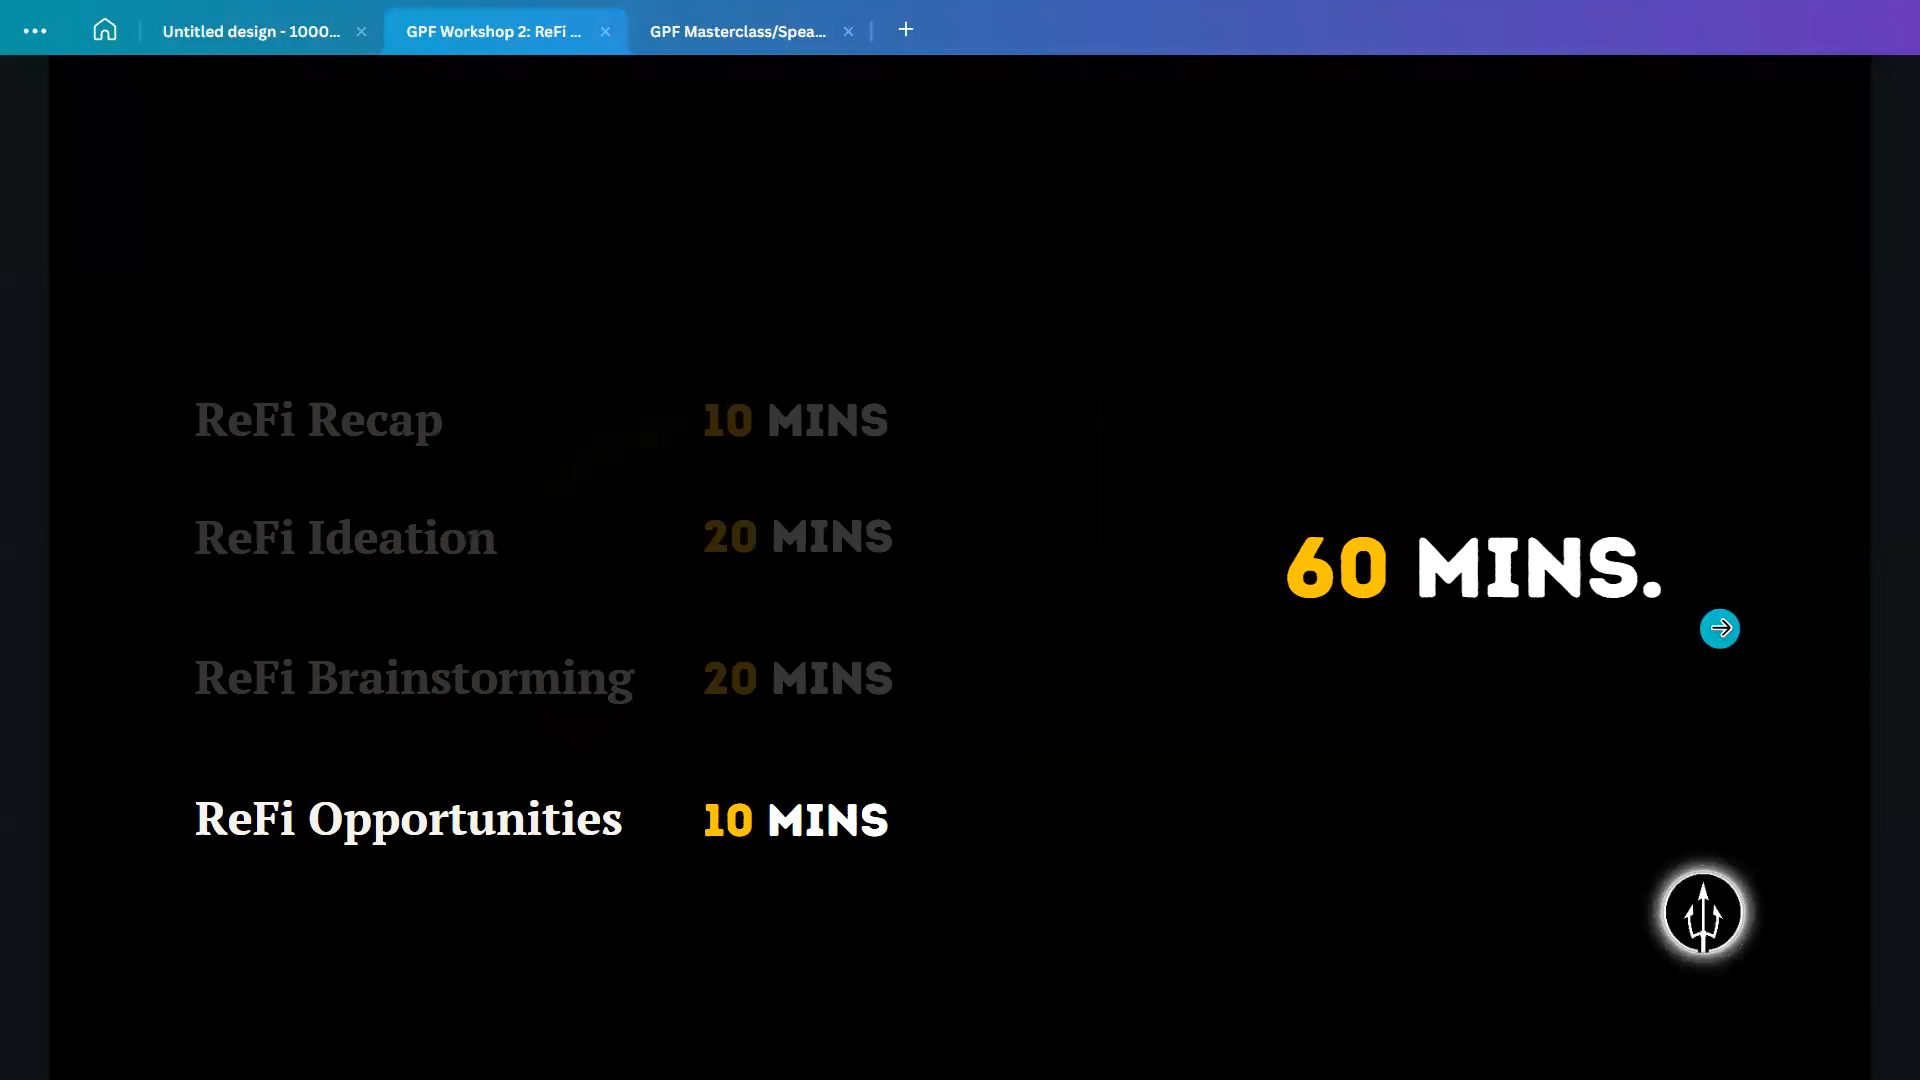 Untitled design - 1000...
GPF Workshop 2: ReFi ...
GPF Masterclass/Spea...
ReFi Recap 10 MINS
ReFi Ideation 20 MINS
60 MINS.
ReFi Brainstorming 20 MINS
ReFi Opportunities 10 MINS